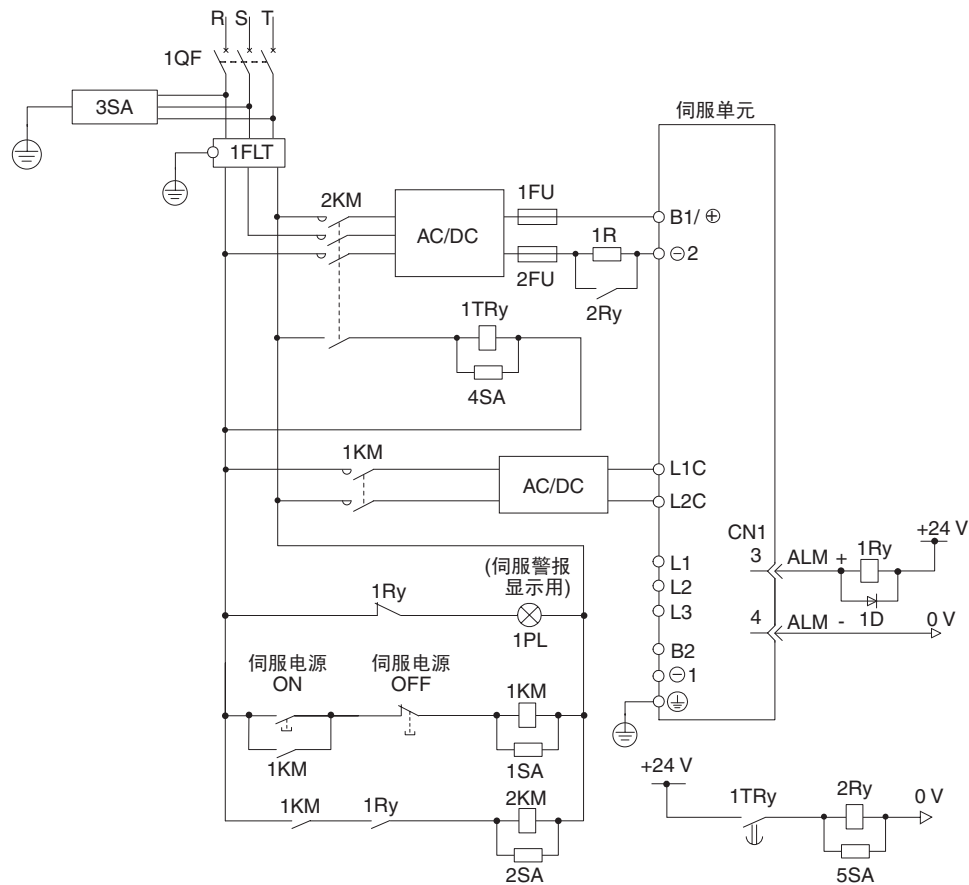 R S T
1QF
3SA
1FLT
伺服单元
2KM
AC/DC
1FU
B1/ ⊕
1R
⊖2
2FU
2Ry
1TRy
4SA
1KM
AC/DC
L1C
L2C
CN1
+24 V
3 ALM + 1Ry
L1
L2
1D
L3
4 ALM - 0 V
(伺服警报
显示用)
1Ry
1PL
B2
⊖1
伺服电源
ON
伺服电源
OFF
1KM
1KM
1SA
+24 V
1TRy
2Ry
0 V
5SA
1KM
1Ry
2KM
2SA